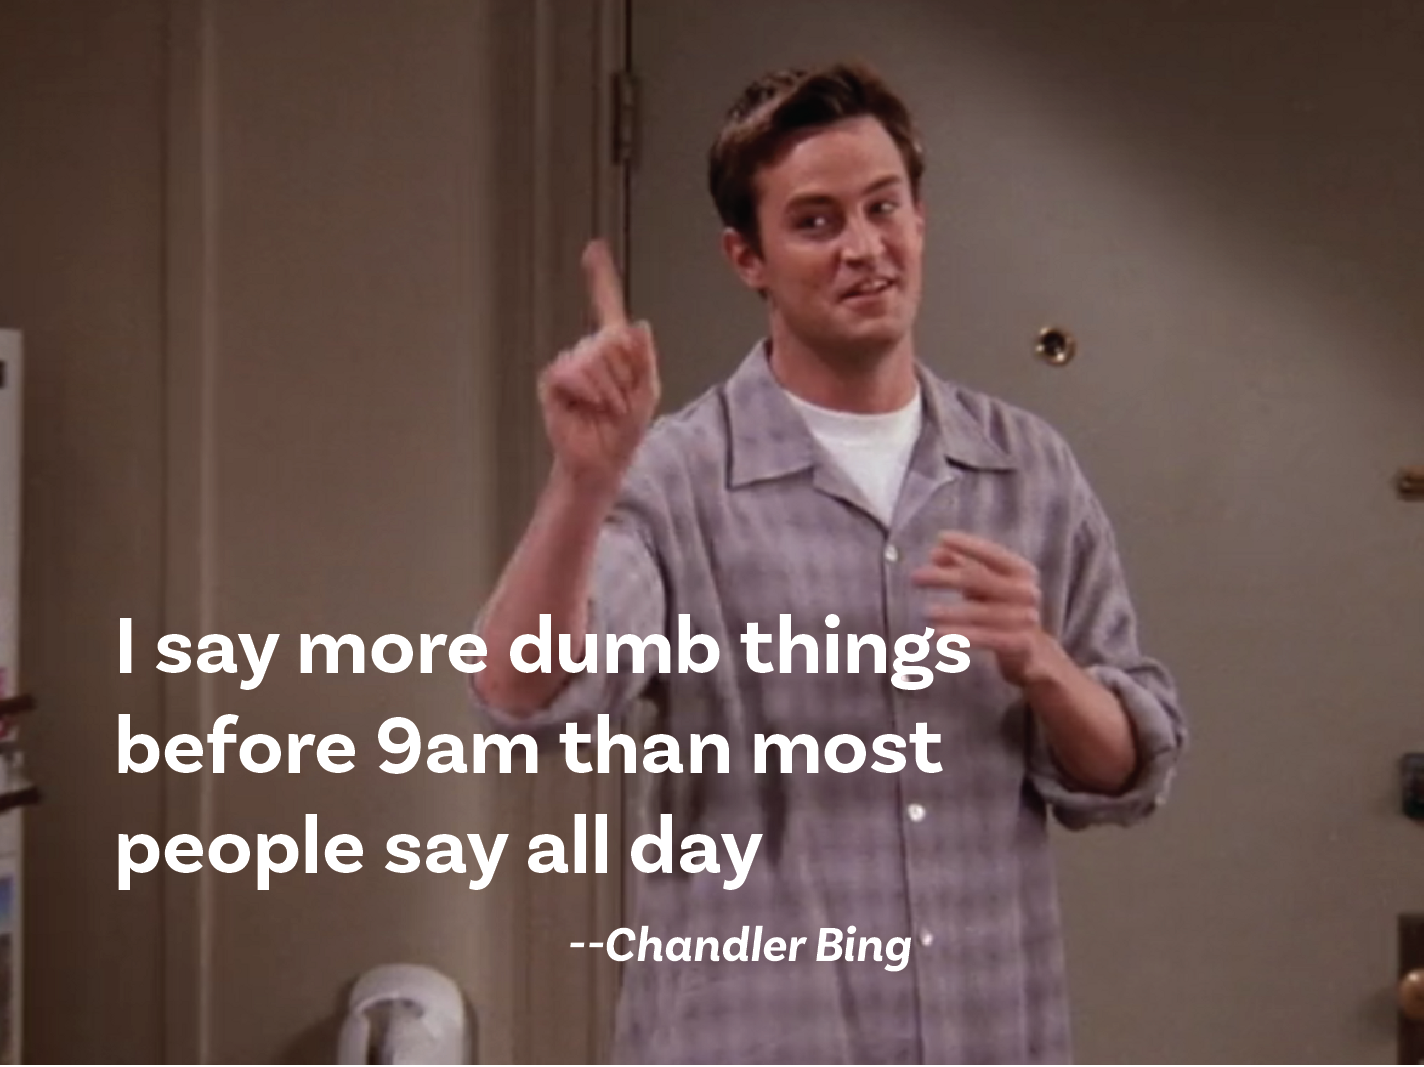 I say more dumb things
before 9am than most
people say all day
--Chandler Bing